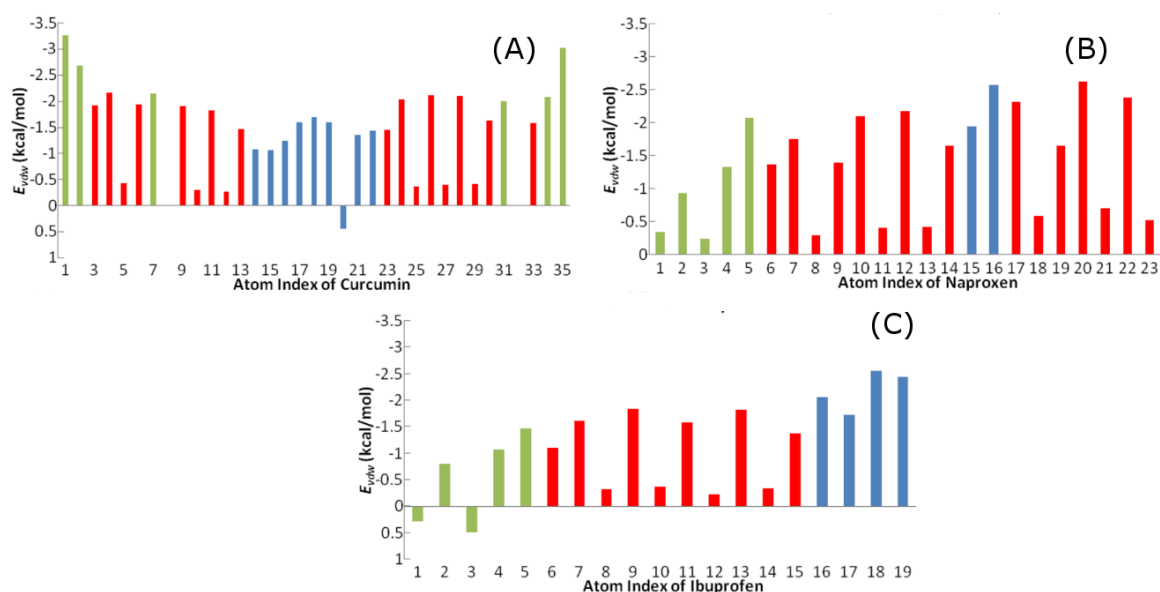 (A)
-3.5
-3
-2.5
-2
-1.5
-1
-0.5
0
0.5
1
E_vdw (kcal/mol)
1 3 5 7 9 11 13 15 17 19 21 23 25 27 29 31 33 35
Atom Index of Curcumin
(B)
-3.5
-3
-2.5
-2
-1.5
-1
-0.5
0
E_vdw (kcal/mol)
1 2 3 4 5 6 7 8 9 10 11 12 13 14 15 16 17 18 19 20 21 22 23
Atom Index of Naproxen
(C)
-3.5
-3
-2.5
-2
-1.5
-1
-0.5
0
0.5
1
E_vdw (kcal/mol)
1 2 3 4 5 6 7 8 9 10 11 12 13 14 15 16 17 18 19
Atom Index of Ibuprofen